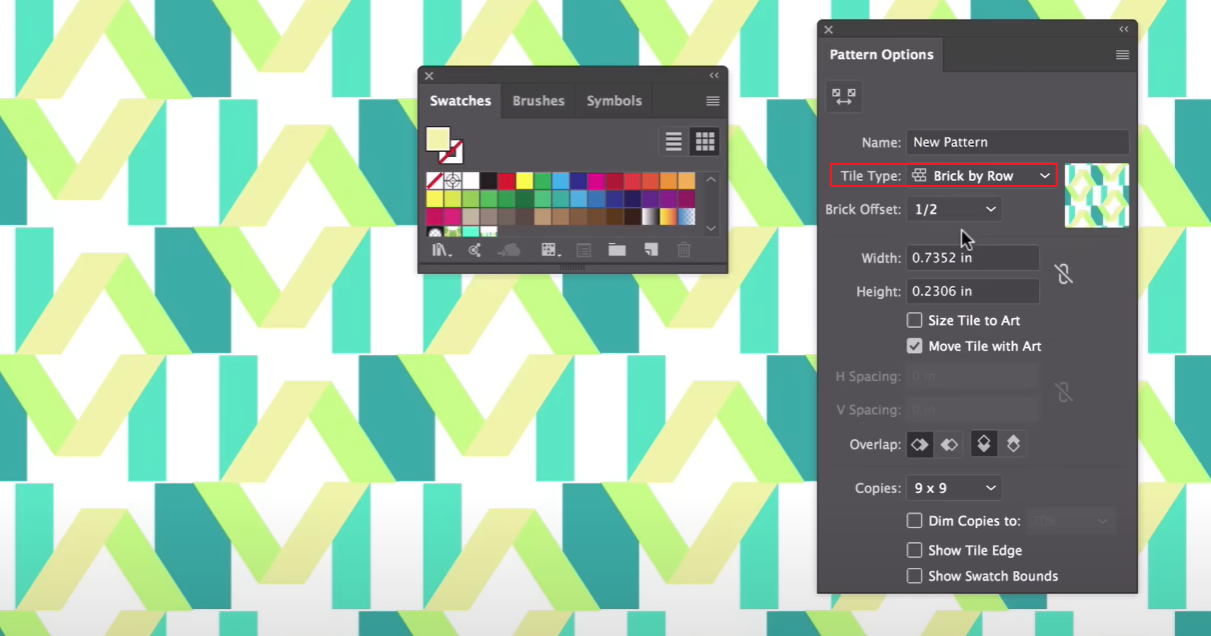 Pattern Options
Swatches Brushes Symbols
Name: New Pattern
Tile Type: Brick by Row
Brick Offset: 1/2
Width: 0.7352 in
Height: 0.2306 in
Size Tile to Art
Move Tile with Art
H Spacing: 0 in
V Spacing: 0 in
Overlap:
Copies: 9 x 9
Dim Copies to: 70%
Show Tile Edge
Show Swatch Bounds